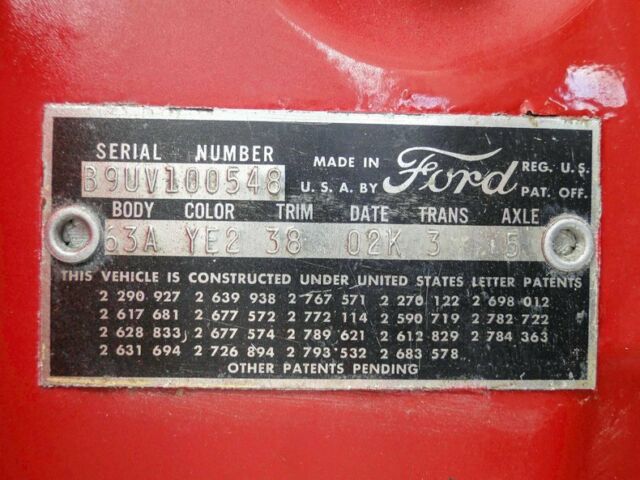 SERIAL NUMBER
B9UV100548
MADE IN
U.S.A. BY
Ford
REG. U.S.
PAT. OFF.
BODY COLOR TRIM DATE TRANS AXLE
63A YE2 38 02K 3 5
THIS VEHICLE IS CONSTRUCTED UNDER UNITED STATES LETTER PATENTS
2 290 927 2 639 938 2 767 571 2 270 122 2 698 012
2 617 681 2 677 572 2 772 114 2 590 719 2 782 722
2 628 833 2 677 574 2 789 621 2 612 829 2 784 363
2 631 694 2 726 894 2 793 532 2 683 578
OTHER PATENTS PENDING